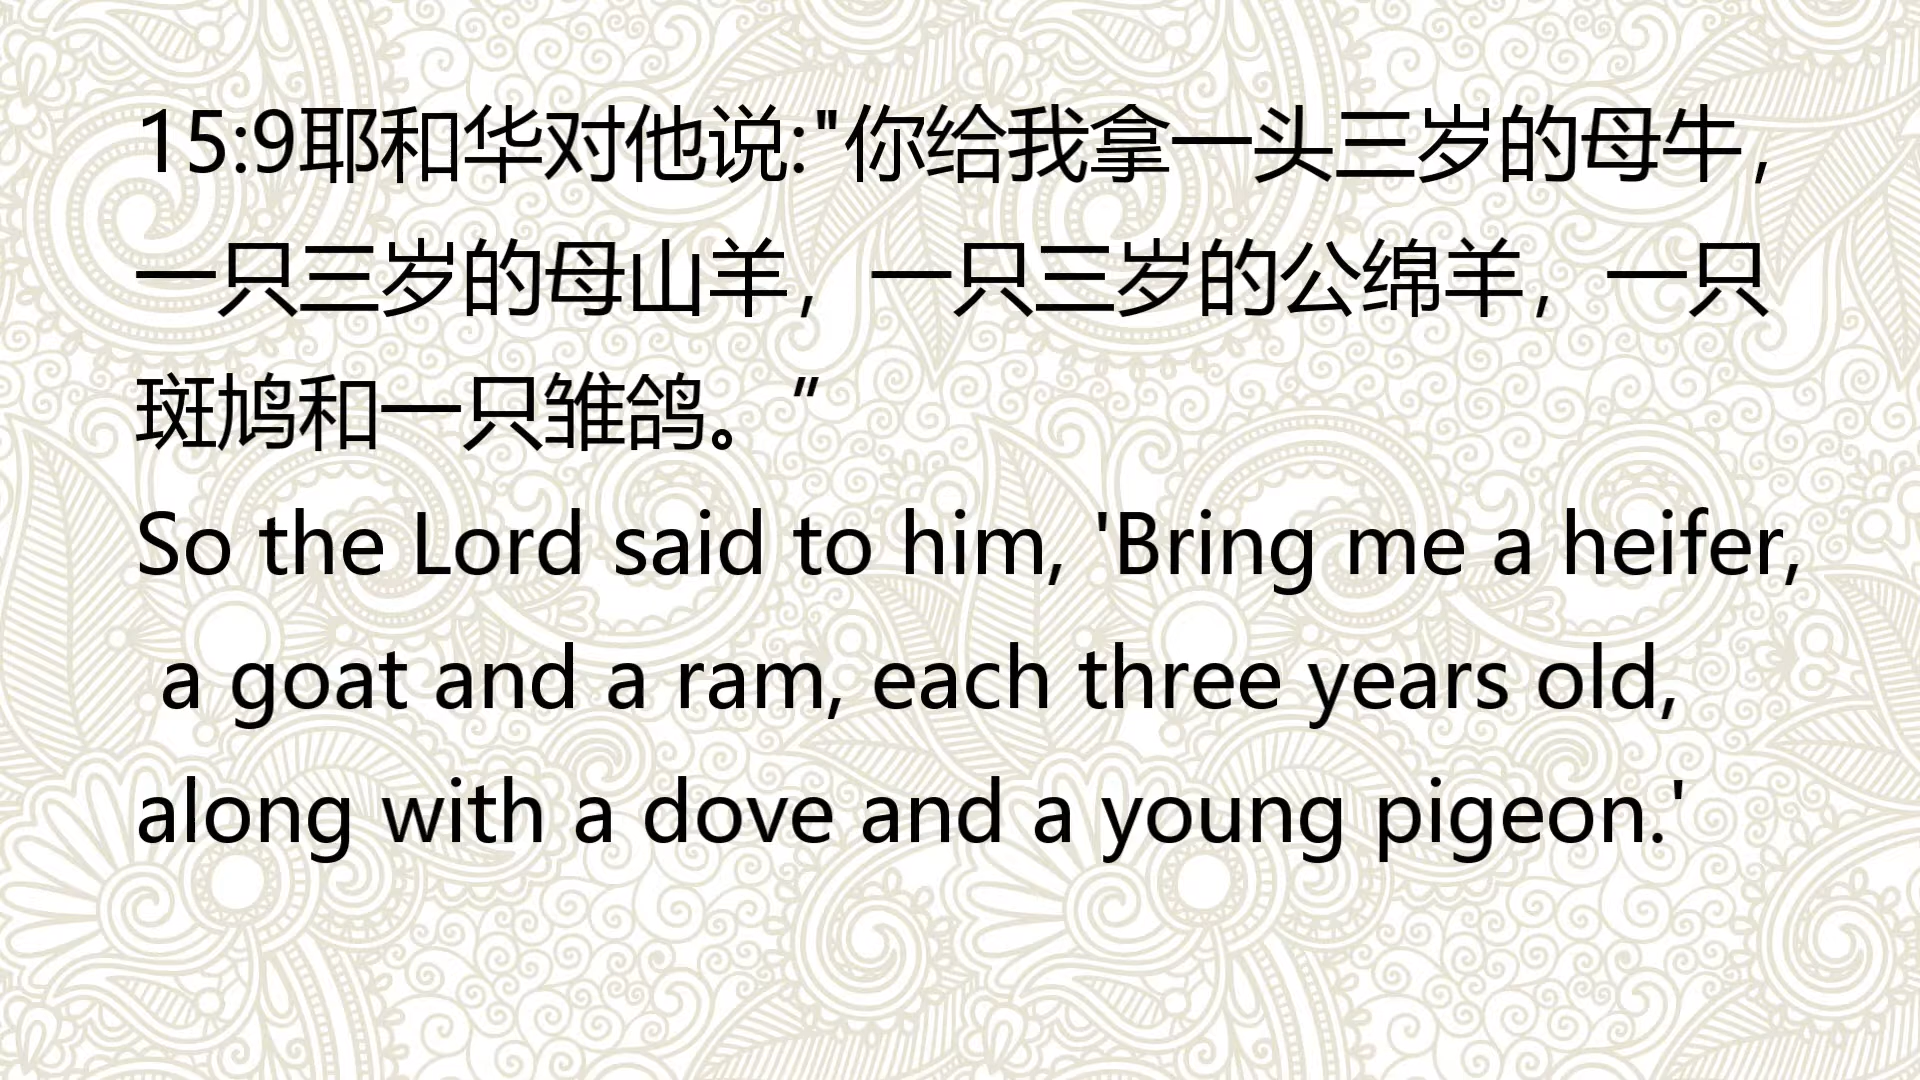 15:9耶和华对他说:"你给我拿一头三岁的母牛，
一只三岁的母山羊，一只三岁的公绵羊，一只
斑鸠和一只雏鸽。“
So the Lord said to him, 'Bring me a heifer,
a goat and a ram, each three years old,
along with a dove and a young pigeon.'